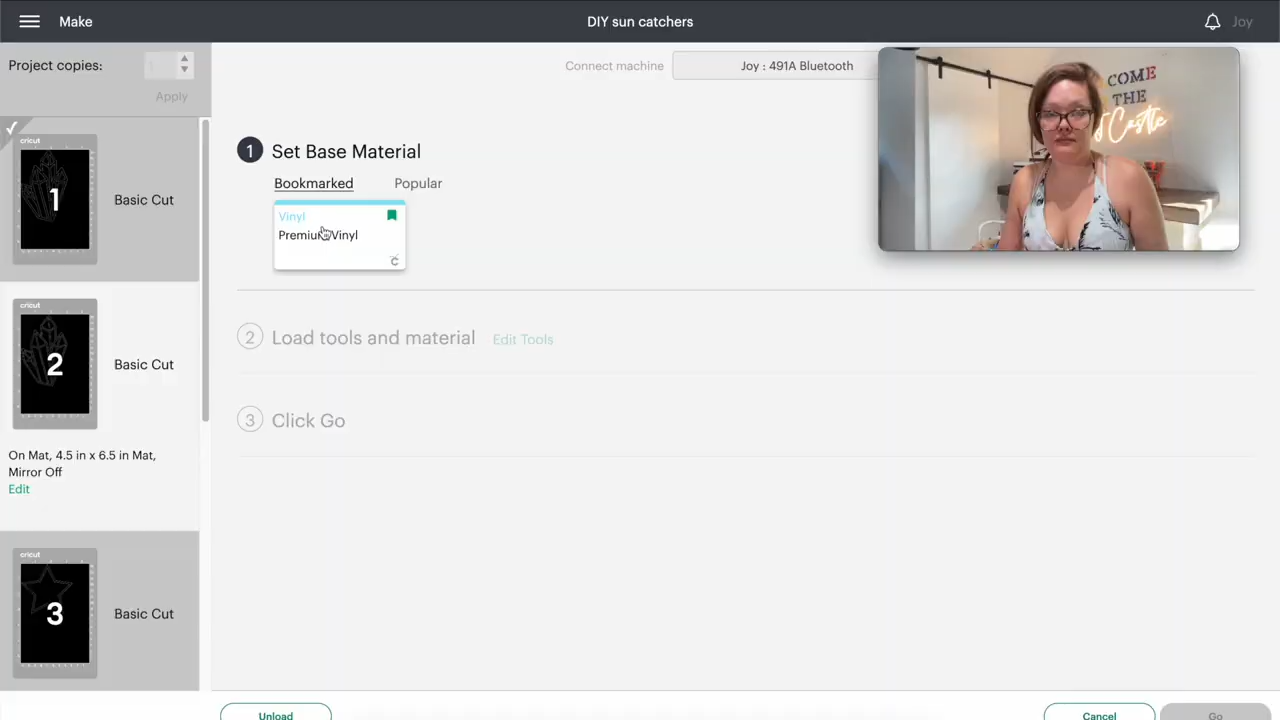 Make
DIY sun catchers
Joy
Project copies:
Connect machine
Joy : 491A Bluetooth
Apply
COME
THE
Castle
cricut
1
Basic Cut
1 Set Base Material
Bookmarked
Popular
Vinyl
Premium Vinyl
cricut
2
Basic Cut
On Mat, 4.5 in x 6.5 in Mat,
Mirror Off
Edit
2 Load tools and material
Edit Tools
3 Click Go
cricut
3
Basic Cut
Unload
Cancel
Go